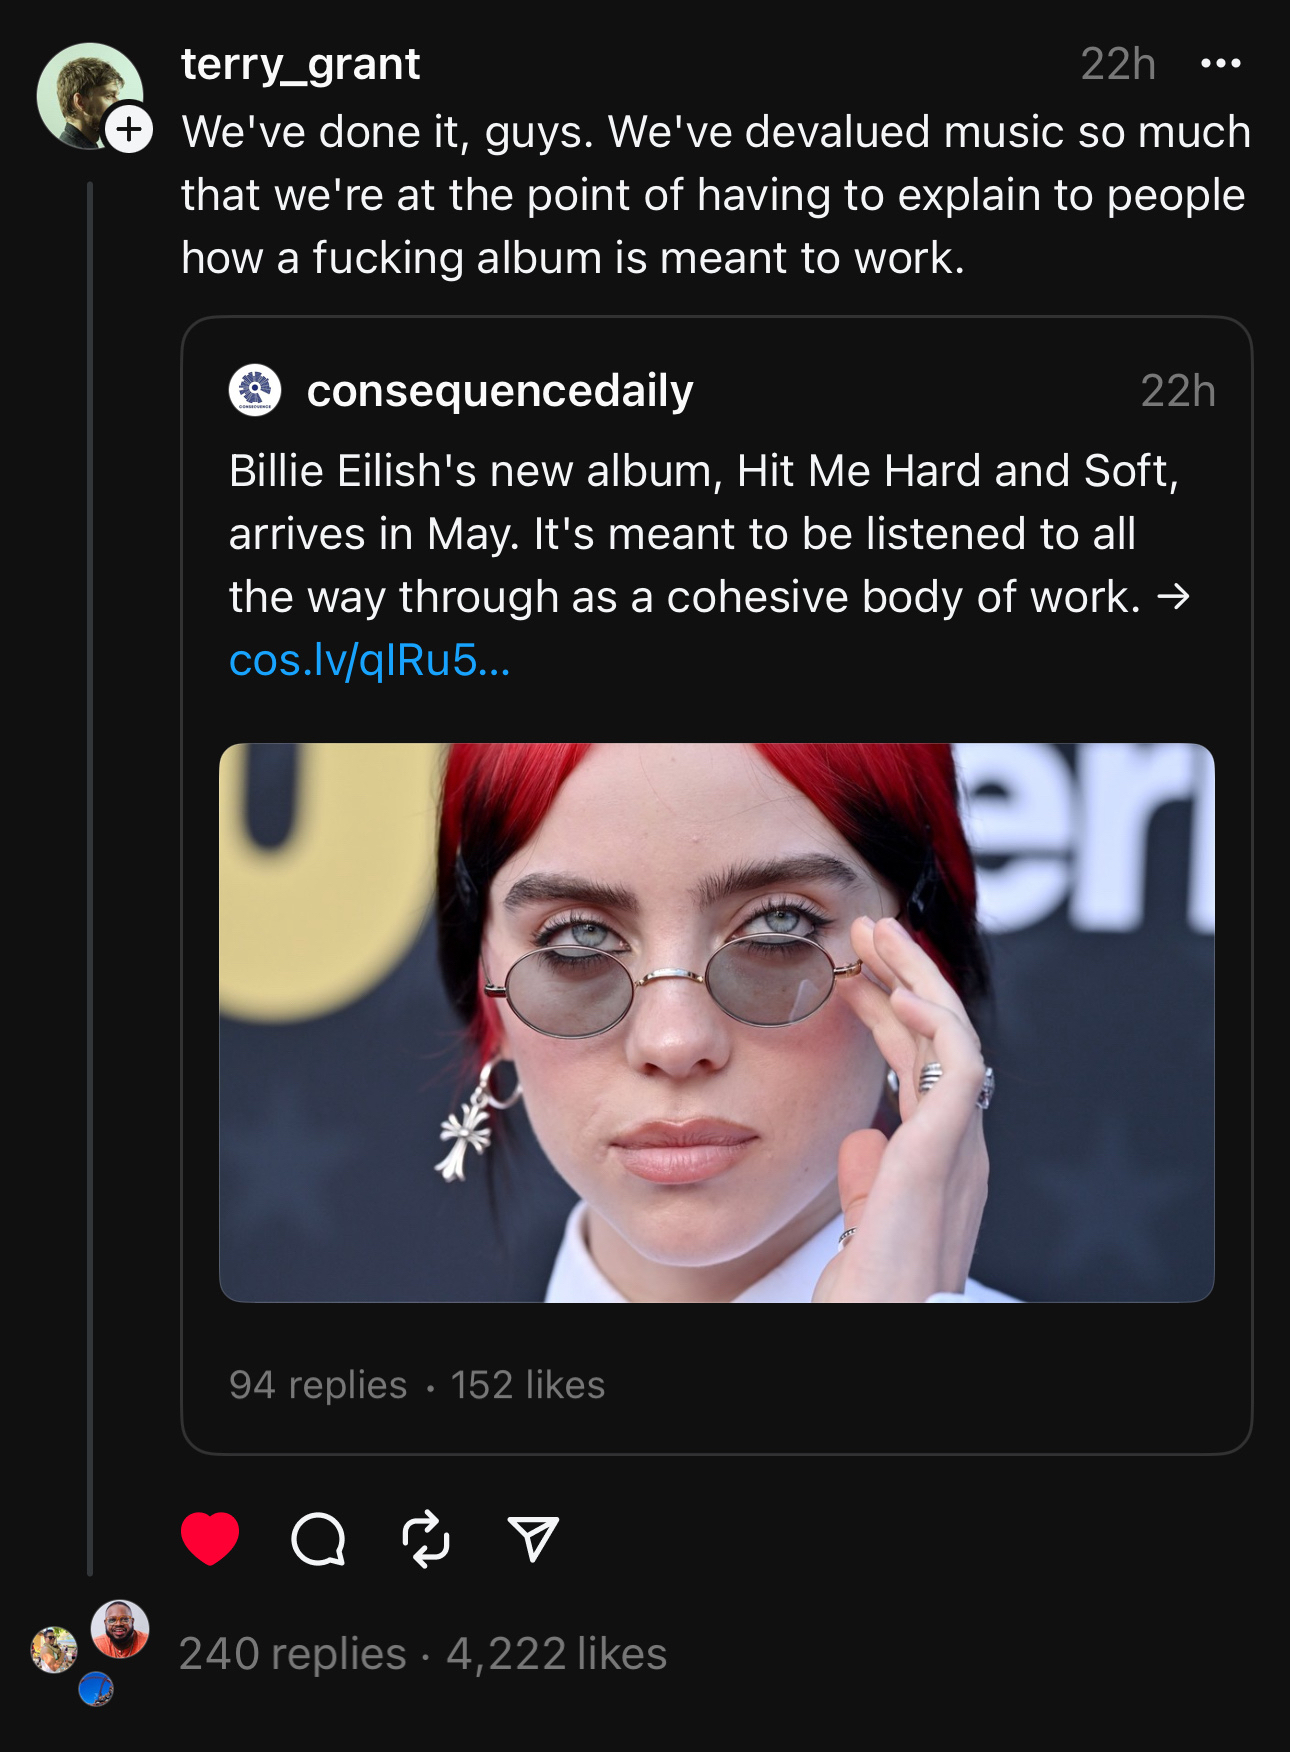 terry_grant 22h
We've done it, guys. We've devalued music so much
that we're at the point of having to explain to people
how a fucking album is meant to work.
consequencedaily 22h
Billie Eilish's new album, Hit Me Hard and Soft,
arrives in May. It's meant to be listened to all
the way through as a cohesive body of work. →
cos.lv/qIRu5...
94 replies · 152 likes
240 replies · 4,222 likes